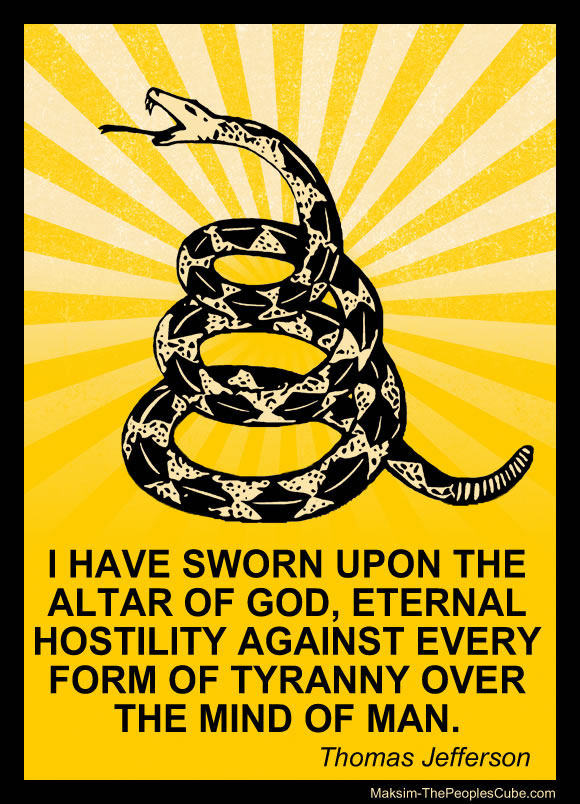 I HAVE SWORN UPON THE
ALTAR OF GOD, ETERNAL
HOSTILITY AGAINST EVERY
FORM OF TYRANNY OVER
THE MIND OF MAN.
Thomas Jefferson
Maksim-ThePeoplesCube.com